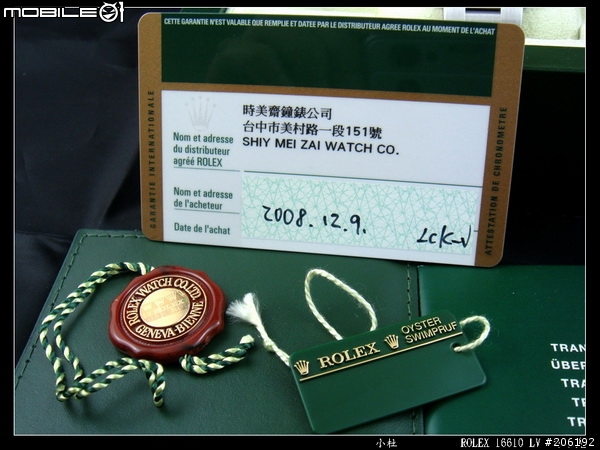 MOBILE01
CETTE GARANTIE N'EST VALABLE QUE REMPLIE ET DATEE PAR LE DISTRIBUTEUR AGREE ROLEX AU MOMENT DE L'ACHAT
GARANTIE INTERNATIONALE
ATTESTATION DE CHRONOMETRE
Nom et adresse
du distributeur
agréé ROLEX
時美齋鐘錶公司
台中市美村路一段151號
SHIY MEI ZAI WATCH CO.
Nom et adresse
de l'acheteur
Date de l'achat
2008.12.9.
ROLEX WATCH CO.LTD
GENEVA-BIENNE
ROLEX
OYSTER
SWIMPRUF
TRAN
ÜBER
TRA
TRA
小杜 ROLEX 16610 LV #206192